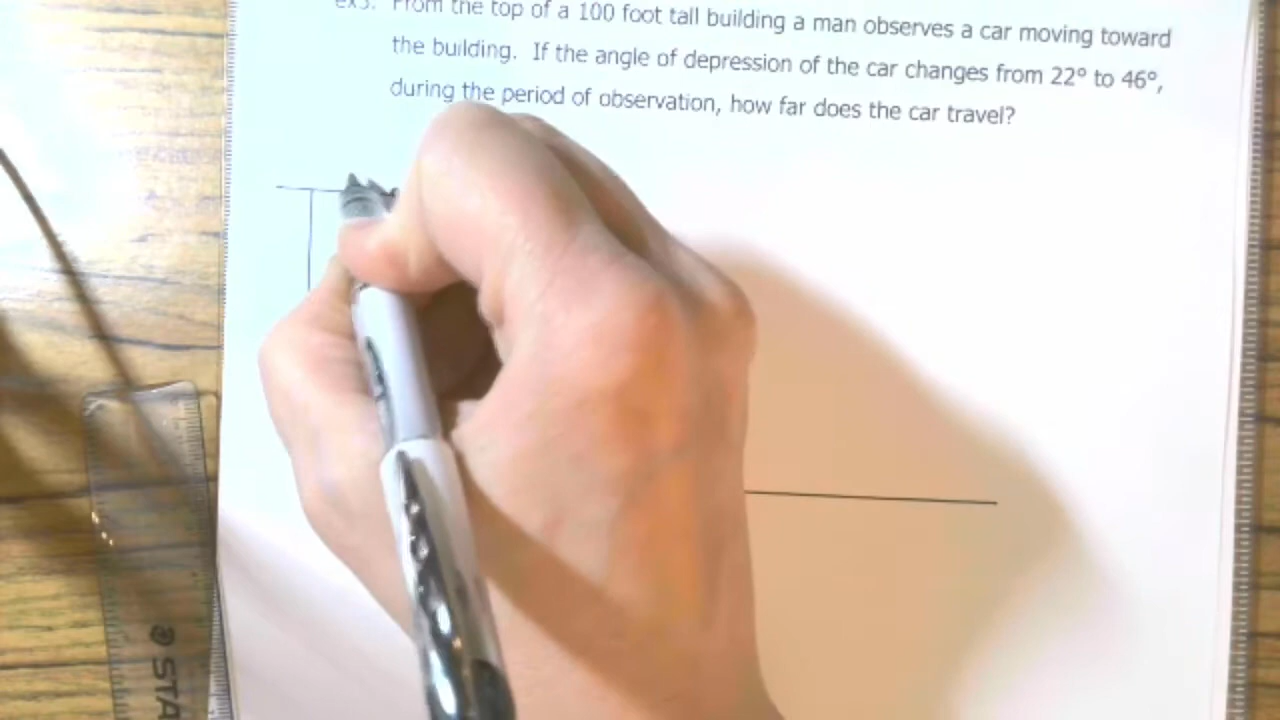 ex3. From the top of a 100 foot tall building a man observes a car moving toward
the building. If the angle of depression of the car changes from 22° to 46°,
during the period of observation, how far does the car travel?
STA